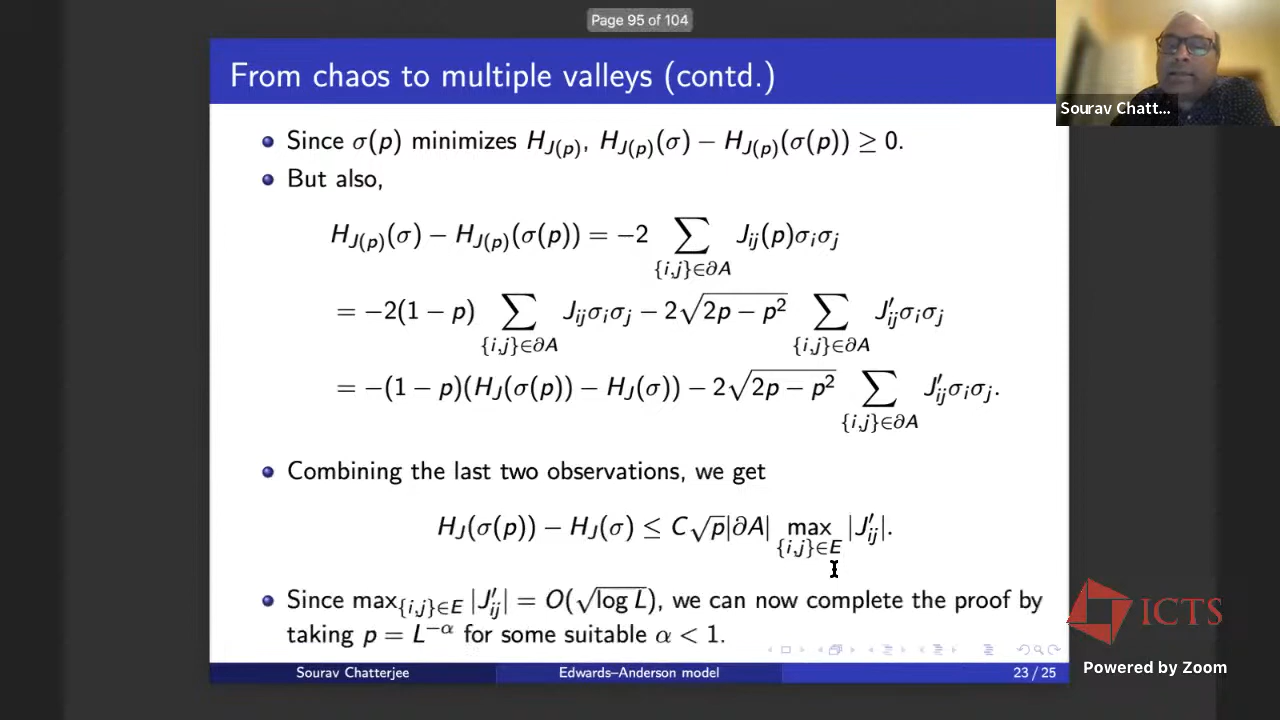 Page 95 of 104
From chaos to multiple valleys (contd.)
Sourav Chatt...
Since σ(p) minimizes H_{J(p)}, H_{J(p)}(σ) − H_{J(p)}(σ(p)) ≥ 0.
But also,
H_{J(p)}(σ) − H_{J(p)}(σ(p)) = −2 ∑_{{i,j}∈∂A} J_{ij}(p)σ_iσ_j
= −2(1 − p) ∑_{{i,j}∈∂A} J_{ij}σ_iσ_j − 2√(2p − p²) ∑_{{i,j}∈∂A} J′_{ij}σ_iσ_j
= −(1 − p)(H_J(σ(p)) − H_J(σ)) − 2√(2p − p²) ∑_{{i,j}∈∂A} J′_{ij}σ_iσ_j.
Combining the last two observations, we get
H_J(σ(p)) − H_J(σ) ≤ C√p|∂A| max_{{i,j}∈E} |J′_{ij}|.
Since max_{{i,j}∈E} |J′_{ij}| = O(√log L), we can now complete the proof by
taking p = L^{−α} for some suitable α < 1.
Sourav Chatterjee Edwards–Anderson model 23 / 25
ICTS
Powered by Zoom